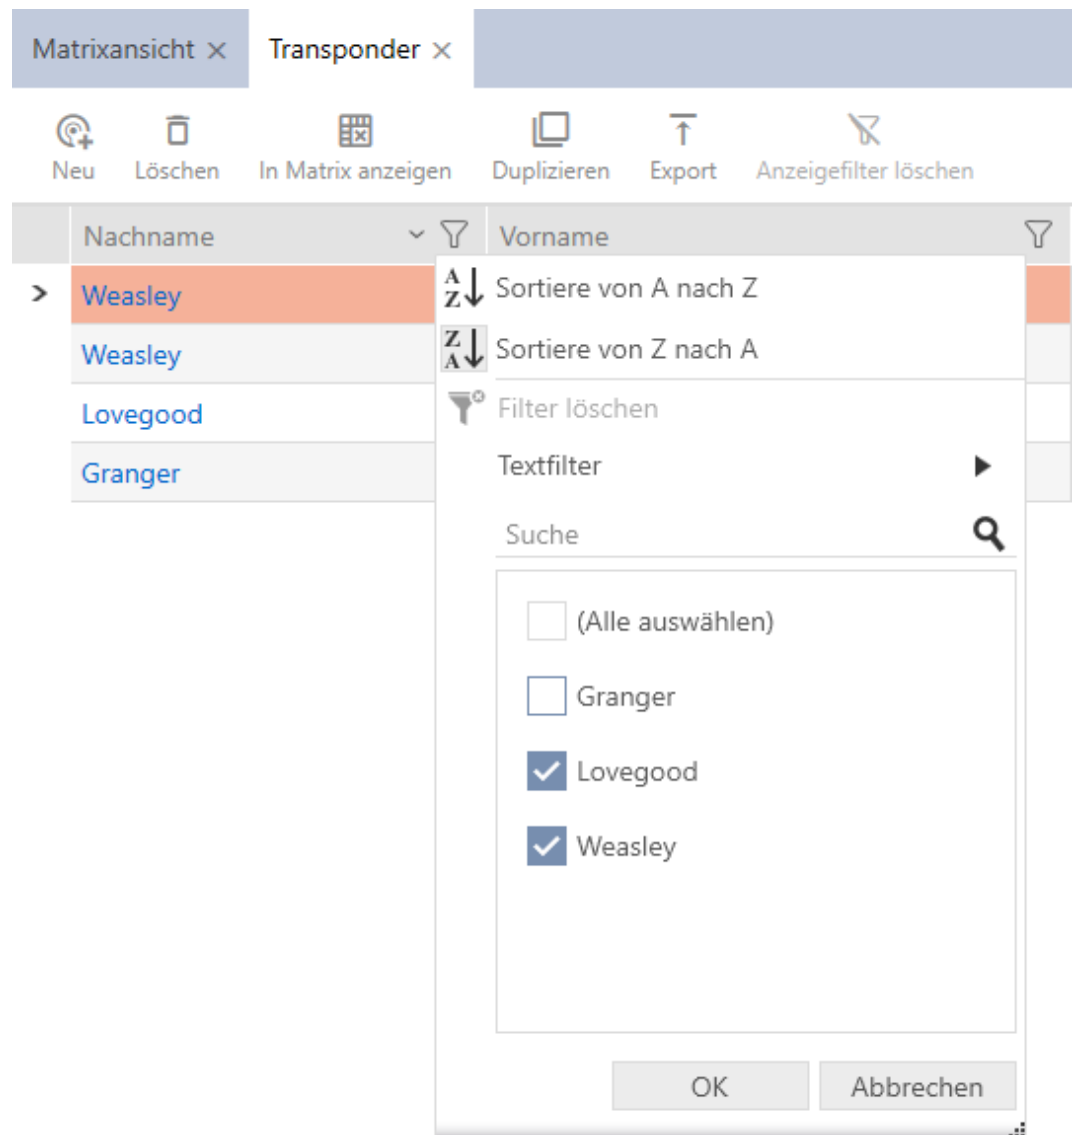 Matrixansicht Transponder
Neu Löschen In Matrix anzeigen Duplizieren Export Anzeigefilter löschen
Nachname Vorname
Weasley
Weasley
Lovegood
Granger
A Z Sortiere von A nach Z
Z A Sortiere von Z nach A
Filter löschen
Textfilter
Suche
(Alle auswählen)
Granger
Lovegood
Weasley
OK Abbrechen